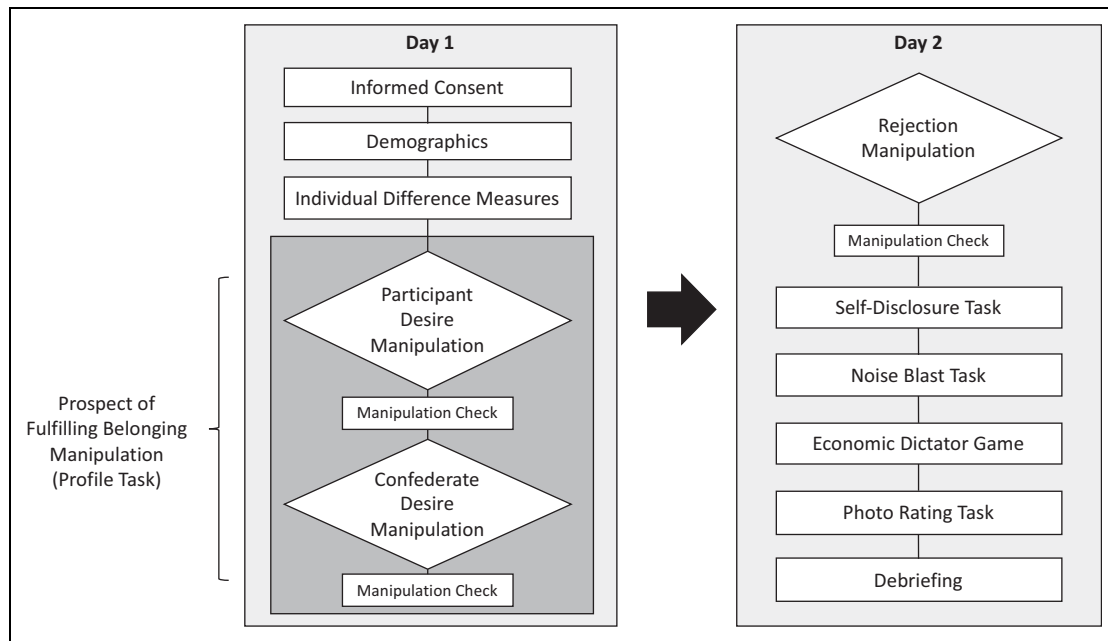 Day 1
Informed Consent
Demographics
Individual Difference Measures
Participant
Desire
Manipulation
Manipulation Check
Confederate
Desire
Manipulation
Manipulation Check
Prospect of
Fulfilling Belonging
Manipulation
(Profile Task)
Day 2
Rejection
Manipulation
Manipulation Check
Self-Disclosure Task
Noise Blast Task
Economic Dictator Game
Photo Rating Task
Debriefing